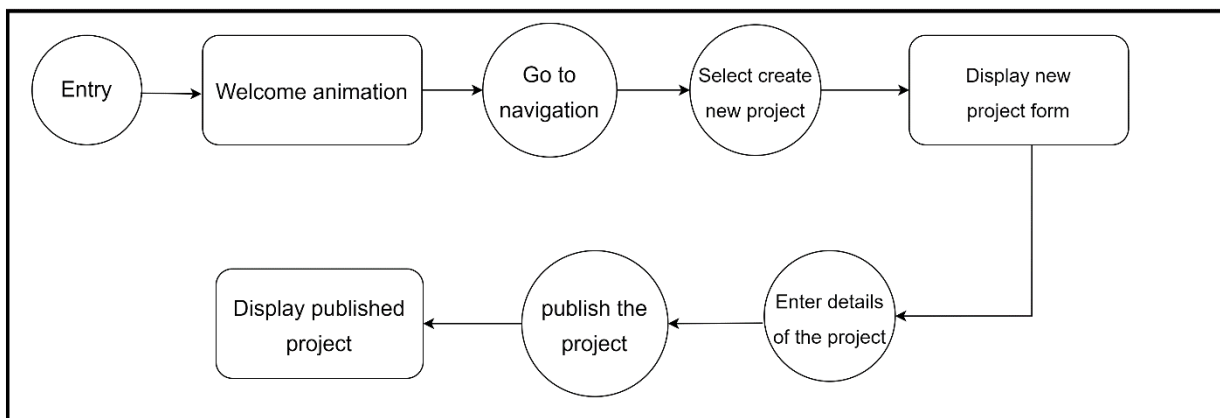 Entry
Welcome animation
Go to
navigation
Select create
new project
Display new
project form
Enter details
of the project
publish the
project
Display published
project